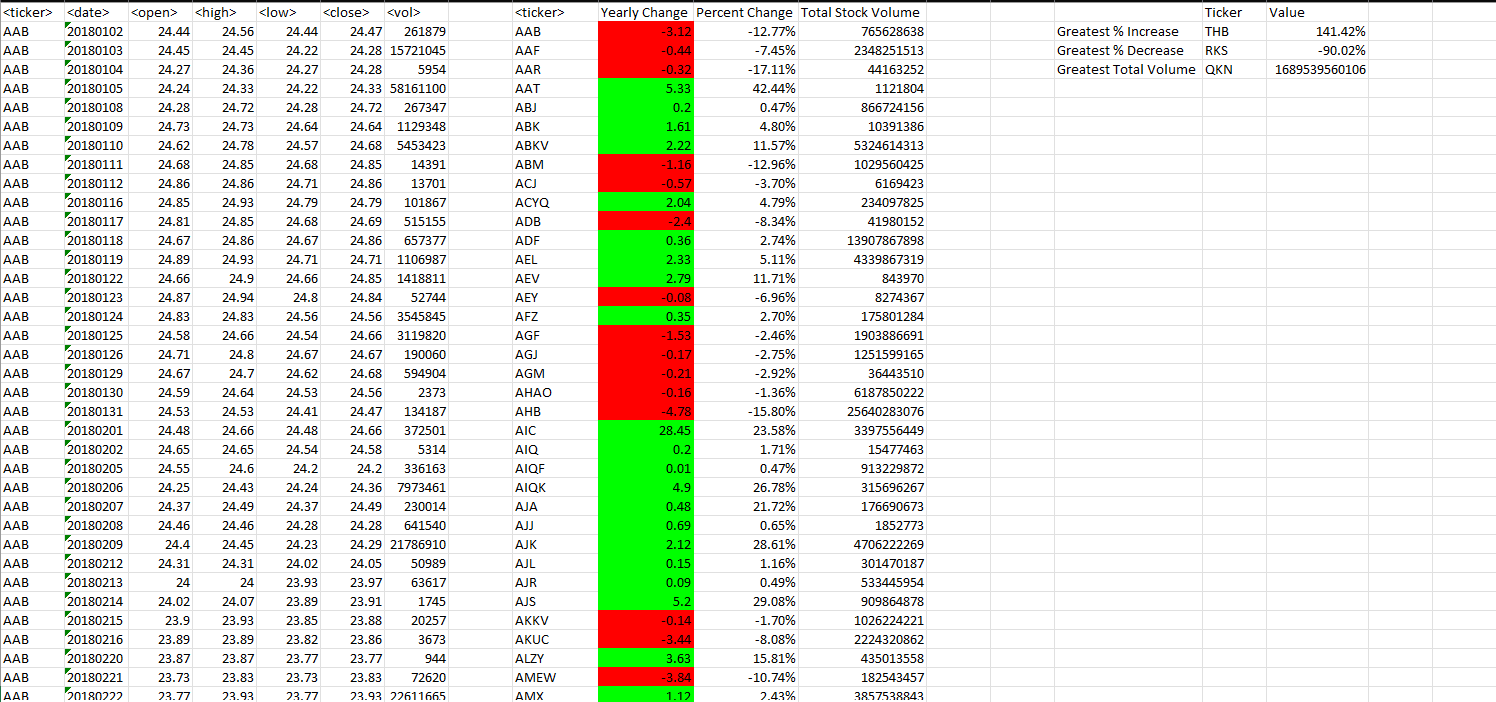 <ticker> <date> <open> <high> <low> <close> <vol> <ticker> Yearly Change Percent Change Total Stock Volume Ticker Value
AAB 20180102 24.44 24.56 24.44 24.47 261879 AAB -3.12 -12.77% 765628638 Greatest % Increase THB 141.42%
AAB 20180103 24.45 24.45 24.22 24.28 15721045 AAF -0.44 -7.45% 2348251513 Greatest % Decrease RKS -90.02%
AAB 20180104 24.27 24.36 24.27 24.28 5954 AAR -0.32 -17.11% 44163252 Greatest Total Volume QKN 1689539560106
AAB 20180105 24.24 24.33 24.22 24.33 58161100 AAT 5.33 42.44% 1121804
AAB 20180108 24.28 24.72 24.28 24.72 267347 ABJ 0.2 0.47% 866724156
AAB 20180109 24.73 24.73 24.64 24.64 1129348 ABK 1.61 4.80% 10391386
AAB 20180110 24.62 24.78 24.57 24.68 5453423 ABKV 2.22 11.57% 5324614313
AAB 20180111 24.68 24.85 24.68 24.85 14391 ABM -1.16 -12.96% 1029560425
AAB 20180112 24.86 24.86 24.71 24.86 13701 ACJ -0.57 -3.70% 6169423
AAB 20180116 24.85 24.93 24.79 24.79 101867 ACYQ 2.04 4.79% 234097825
AAB 20180117 24.81 24.85 24.68 24.69 515155 ADB -2.4 -8.34% 41980152
AAB 20180118 24.67 24.86 24.67 24.86 657377 ADF 0.36 2.74% 13907867898
AAB 20180119 24.89 24.93 24.71 24.71 1106987 AEL 2.33 5.11% 4339867319
AAB 20180122 24.66 24.9 24.66 24.85 1418811 AEV 2.79 11.71% 843970
AAB 20180123 24.87 24.94 24.8 24.84 52744 AEY -0.08 -6.96% 8274367
AAB 20180124 24.83 24.83 24.56 24.56 3545845 AFZ 0.35 2.70% 175801284
AAB 20180125 24.58 24.66 24.54 24.66 3119820 AGF -1.53 -2.46% 1903886691
AAB 20180126 24.71 24.8 24.67 24.67 190060 AGJ -0.17 -2.75% 1251599165
AAB 20180129 24.67 24.7 24.62 24.68 594904 AGM -0.21 -2.92% 36443510
AAB 20180130 24.59 24.64 24.53 24.56 2373 AHAO -0.16 -1.36% 6187850222
AAB 20180131 24.53 24.53 24.41 24.47 134187 AHB -4.78 -15.80% 25640283076
AAB 20180201 24.48 24.66 24.48 24.66 372501 AIC 28.45 23.58% 3397556449
AAB 20180202 24.65 24.65 24.54 24.58 5314 AIQ 0.2 1.71% 15477463
AAB 20180205 24.55 24.6 24.2 24.2 336163 AIQF 0.01 0.47% 913229872
AAB 20180206 24.25 24.43 24.24 24.36 7973461 AIQK 4.9 26.78% 315696267
AAB 20180207 24.37 24.49 24.37 24.49 230014 AJA 0.48 21.72% 176690673
AAB 20180208 24.46 24.46 24.28 24.28 641540 AJJ 0.69 0.65% 1852773
AAB 20180209 24.4 24.45 24.23 24.29 21786910 AJK 2.12 28.61% 4706222269
AAB 20180212 24.31 24.31 24.02 24.05 50989 AJL 0.15 1.16% 301470187
AAB 20180213 24 24 23.93 23.97 63617 AJR 0.09 0.49% 533445954
AAB 20180214 24.02 24.07 23.89 23.91 1745 AJS 5.2 29.08% 909864878
AAB 20180215 23.9 23.93 23.85 23.88 20257 AKKV -0.14 -1.70% 1026224221
AAB 20180216 23.89 23.89 23.82 23.86 3673 AKUC -3.44 -8.08% 2224320862
AAB 20180220 23.87 23.87 23.77 23.77 944 ALZY 3.63 15.81% 435013558
AAB 20180221 23.73 23.83 23.73 23.83 72620 AMEW -3.84 -10.74% 182543457
AAB 20180222 23.77 23.93 23.77 23.93 22611665 AMX 1.12 2.43% 3857538843